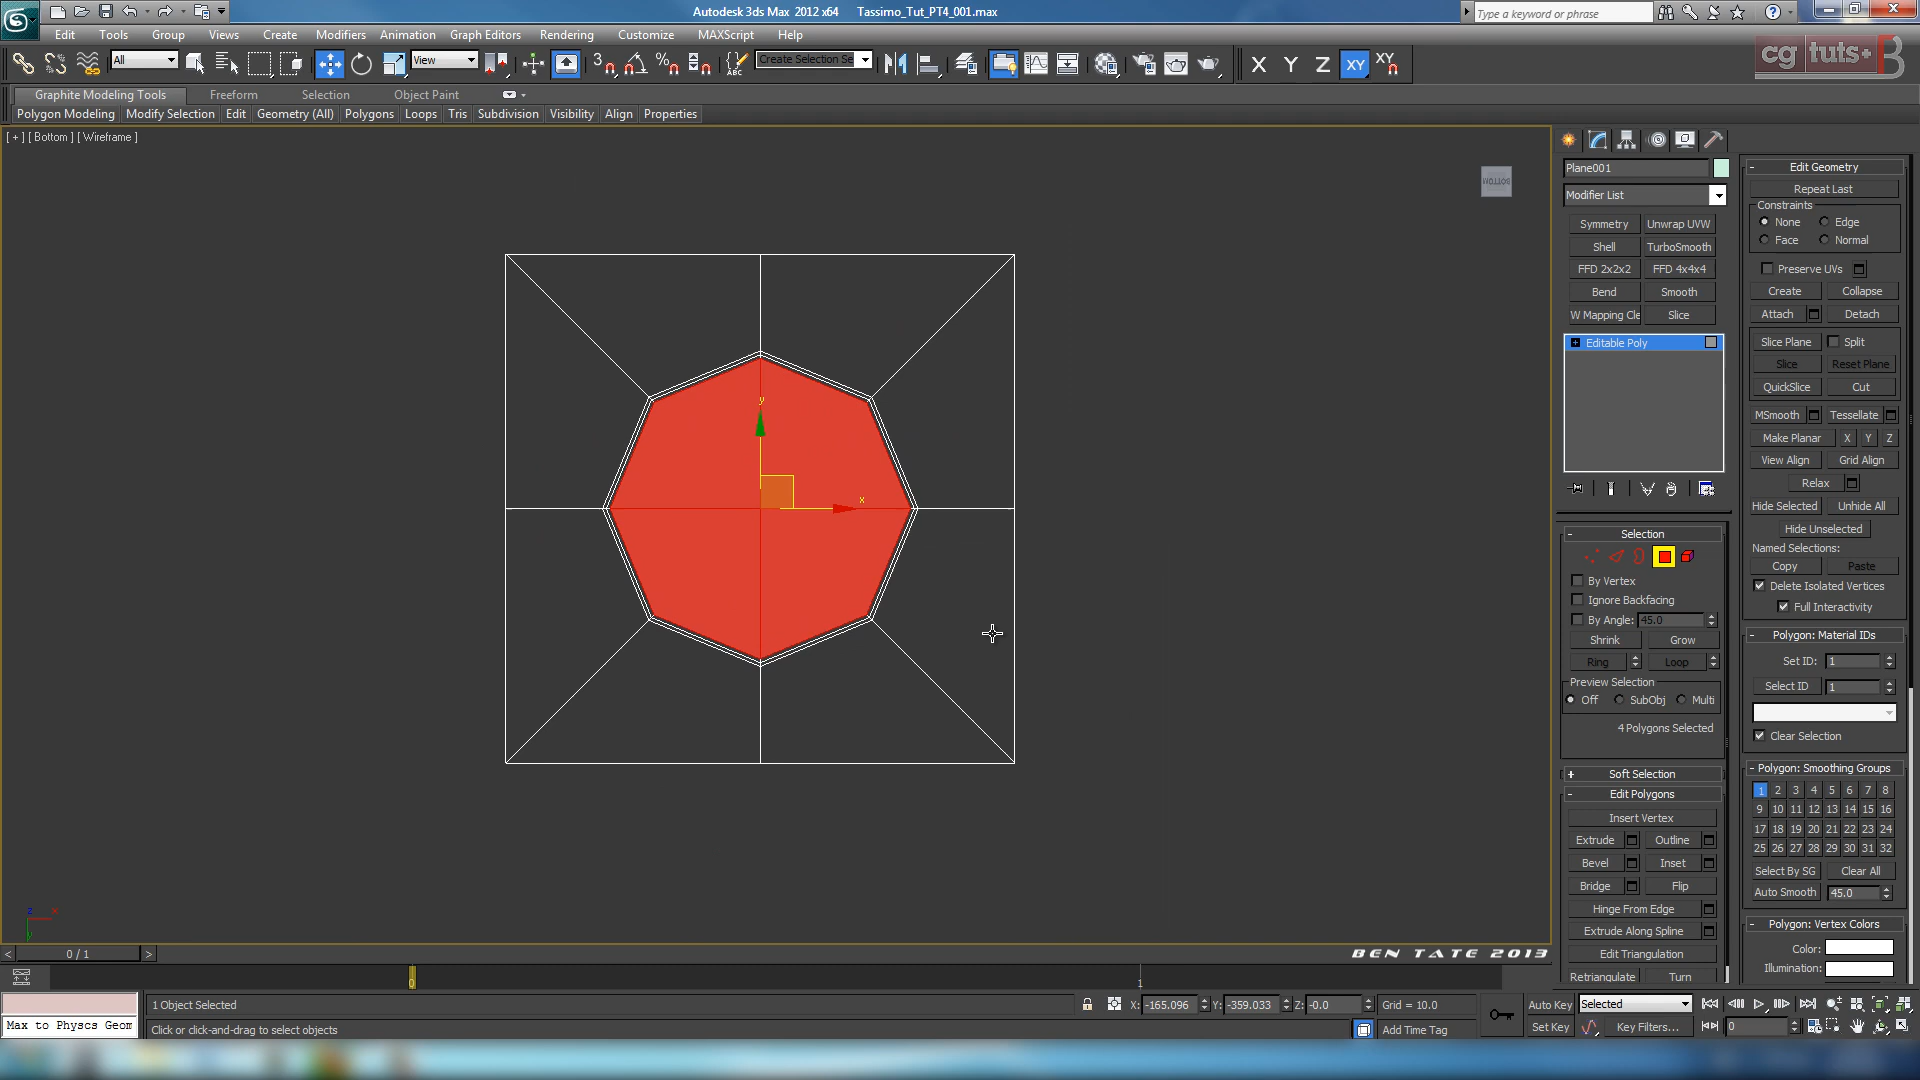 Autodesk 3ds Max 2012 x64 Tassimo_Tut_PT4_001.max
Type a keyword or phrase
Edit Tools Group Views Create Modifiers Animation Graph Editors Rendering Customize MAXScript Help
All View Create Selection Se X Y Z XY XY
cg tuts+
Graphite Modeling Tools Freeform Selection Object Paint
Polygon Modeling Modify Selection Edit Geometry (All) Polygons Loops Tris Subdivision Visibility Align Properties
[ + ] [ Bottom ] [ Wireframe ]
BOTTOM
y
x
Plane001
Modifier List
Symmetry Unwrap UVW
Shell TurboSmooth
FFD 2x2x2 FFD 4x4x4
Bend Smooth
W Mapping Cle Slice
Editable Poly
Selection
By Vertex
Ignore Backfacing
By Angle: 45.0
Shrink Grow
Ring Loop
Preview Selection
Off SubObj Multi
4 Polygons Selected
Soft Selection
Edit Polygons
Insert Vertex
Extrude Outline
Bevel Inset
Bridge Flip
Hinge From Edge
Extrude Along Spline
Edit Triangulation
Retriangulate Turn
Edit Geometry
Repeat Last
Constraints
None Edge
Face Normal
Preserve UVs
Create Collapse
Attach Detach
Slice Plane Split
Slice Reset Plane
QuickSlice Cut
MSmooth Tessellate
Make Planar X Y Z
View Align Grid Align
Relax
Hide Selected Unhide All
Hide Unselected
Named Selections:
Copy Paste
Delete Isolated Vertices
Full Interactivity
Polygon: Material IDs
Set ID: 1
Select ID 1
Clear Selection
Polygon: Smoothing Groups
1 2 3 4 5 6 7 8
9 10 11 12 13 14 15 16
17 18 19 20 21 22 23 24
25 26 27 28 29 30 31 32
Select By SG Clear All
Auto Smooth 45.0
Polygon: Vertex Colors
Color:
Illumination:
z x
y
< 0 / 1 >
BEN TATE 2013
0 1
1 Object Selected X: -165.096 Y: -359.033 Z: -0.0 Grid = 10.0 Auto Key Selected
Max to Physcs Geom Click or click-and-drag to select objects Add Time Tag Set Key Key Filters... 0